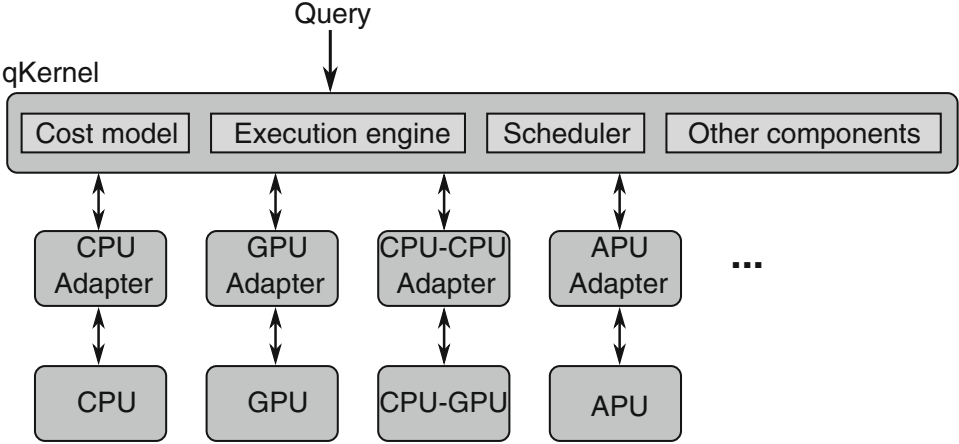 Query
qKernel
Cost model Execution engine Scheduler Other components
CPU GPU CPU-CPU APU
Adapter Adapter Adapter Adapter
...
CPU GPU CPU-GPU APU